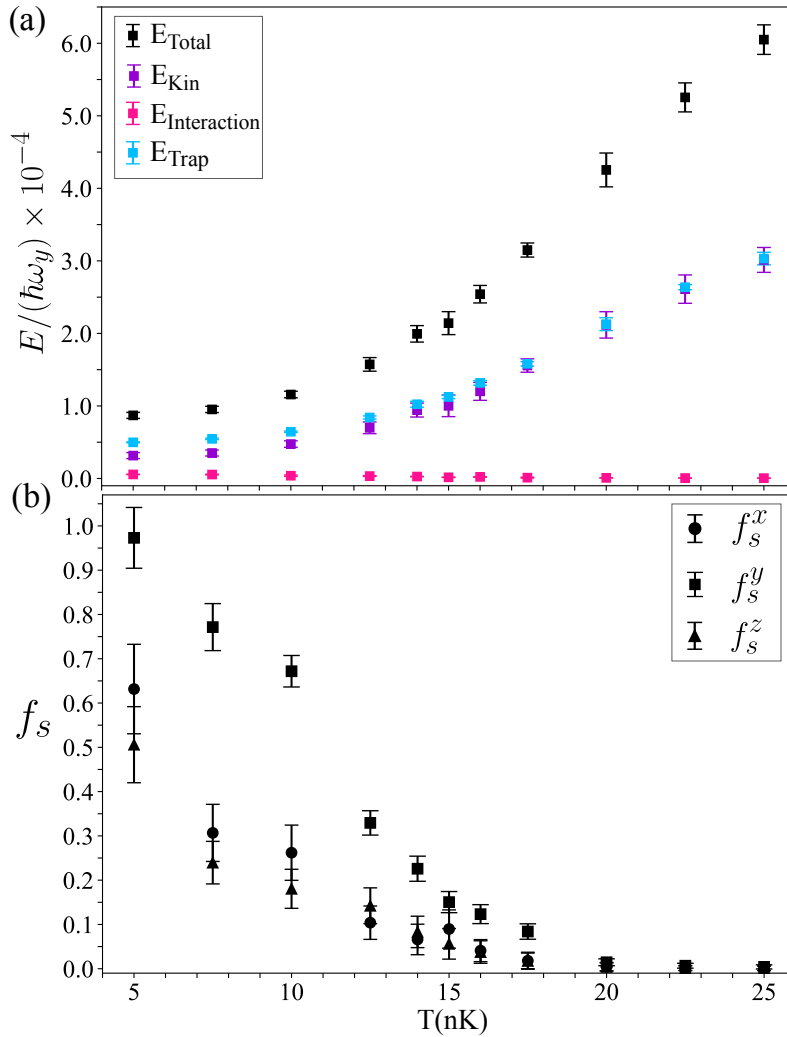 (a)
E_Total
E_Kin
E_Interaction
E_Trap
E/(ħω_y) × 10^{-4}
6.0
5.0
4.0
3.0
2.0
1.0
0.0
(b)
f_s^x
f_s^y
f_s^z
f_s
1.0
0.9
0.8
0.7
0.6
0.5
0.4
0.3
0.2
0.1
0.0
5 10 15 20 25
T(nK)